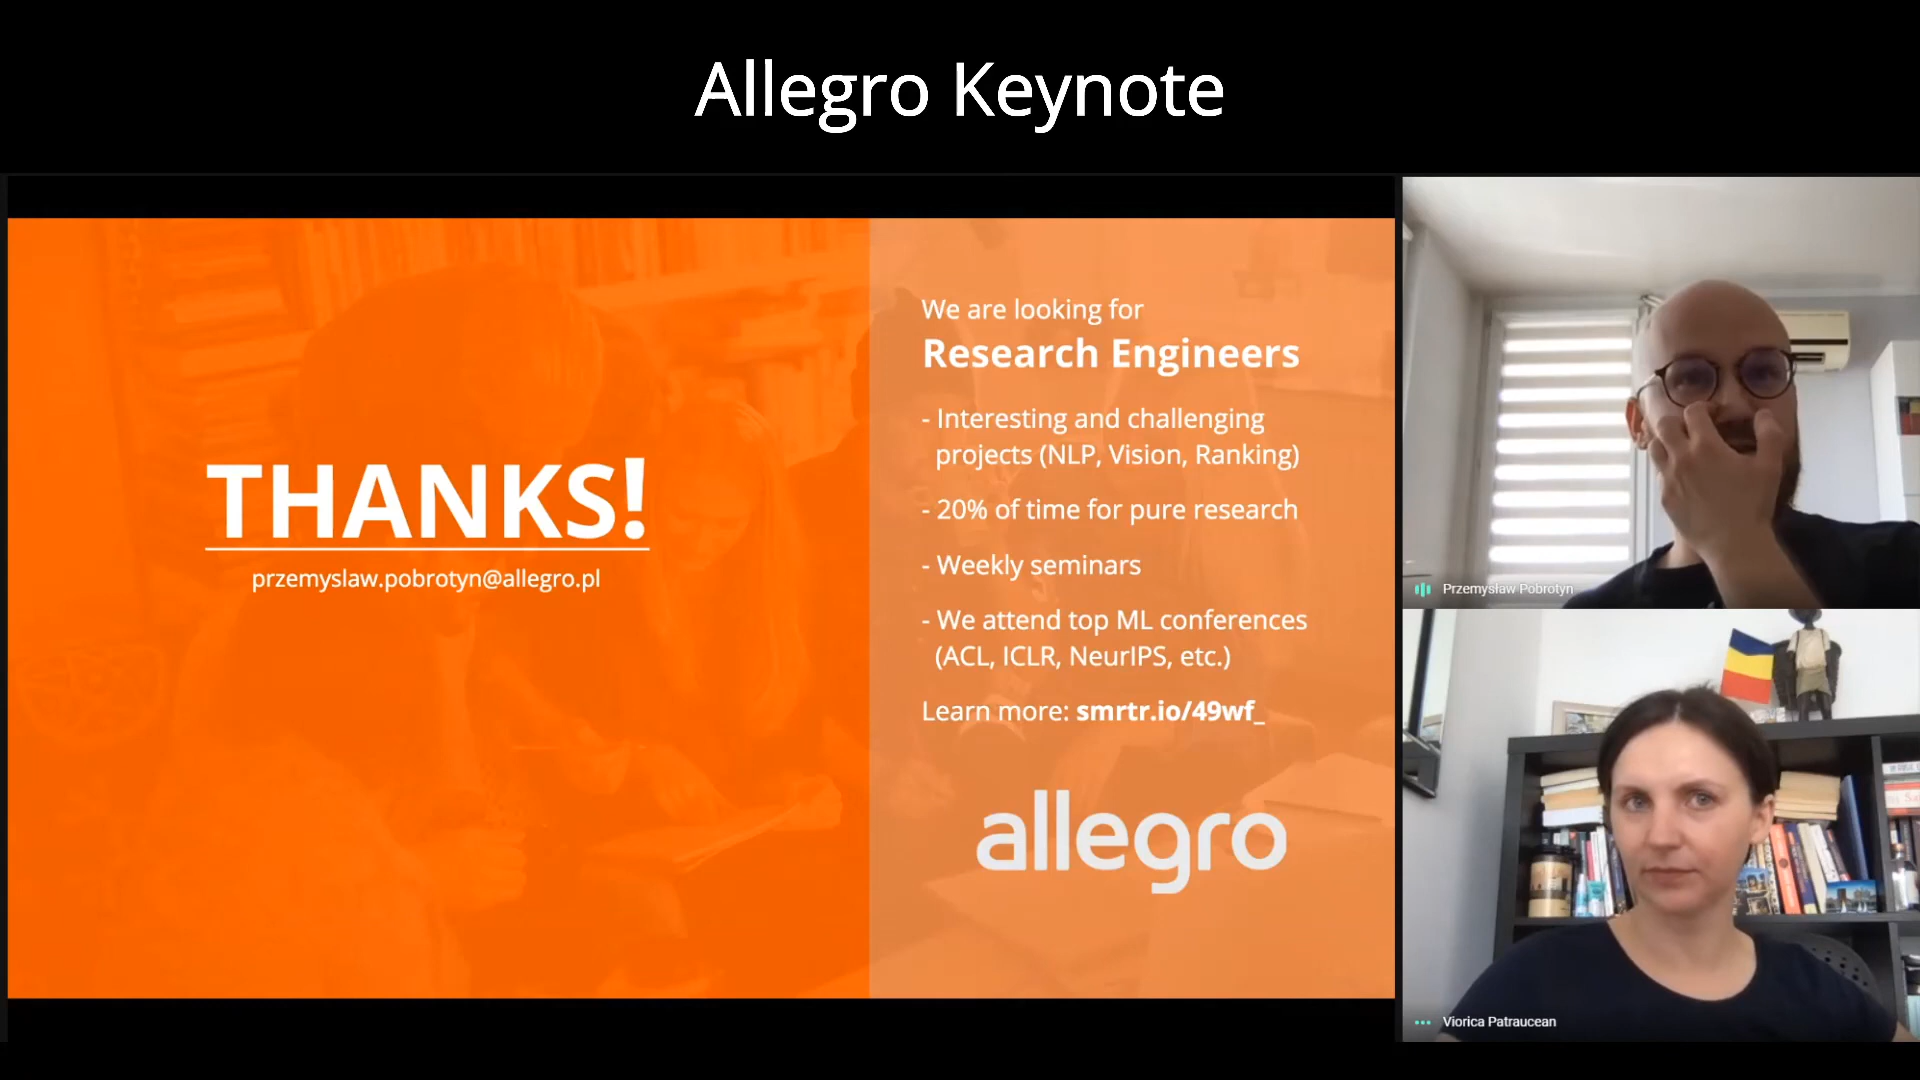 Allegro Keynote
THANKS!
przemyslaw.pobrotyn@allegro.pl
We are looking for
Research Engineers
- Interesting and challenging
projects (NLP, Vision, Ranking)
- 20% of time for pure research
- Weekly seminars
- We attend top ML conferences
(ACL, ICLR, NeurIPS, etc.)
Learn more: smrtr.io/49wf_
allegro
Przemysław Pobrotyn
Viorica Patraucean